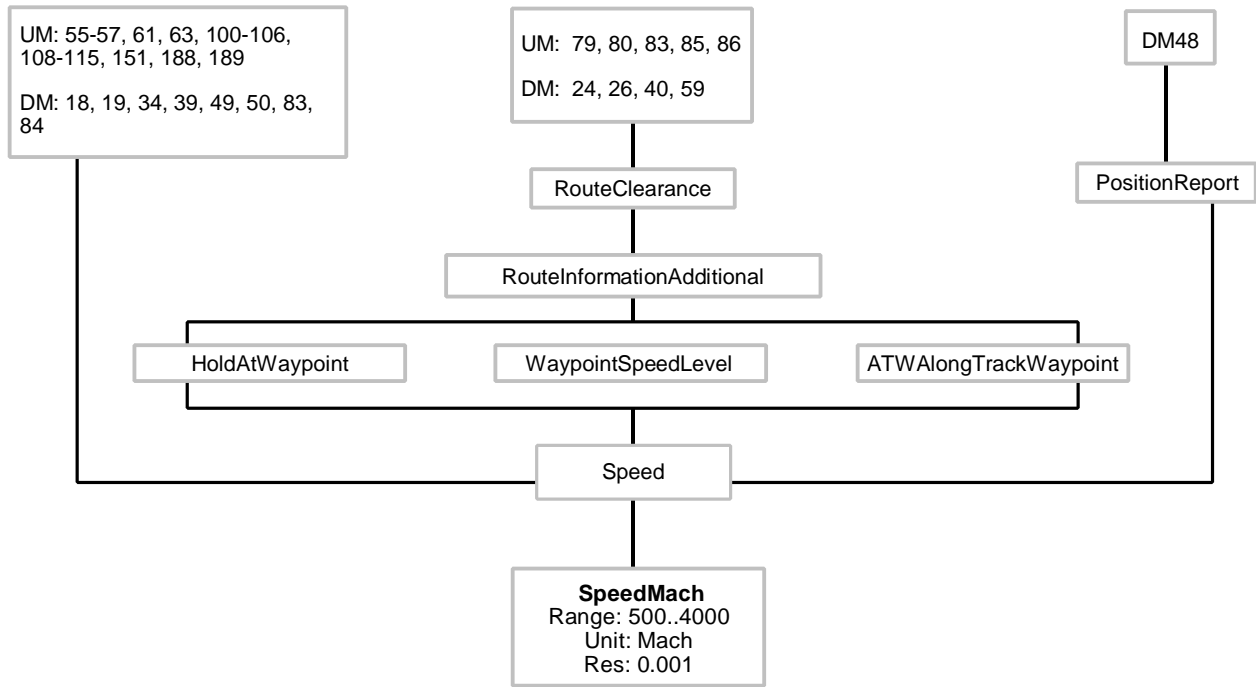 UM: 55-57, 61, 63, 100-106,
108-115, 151, 188, 189
DM: 18, 19, 34, 39, 49, 50, 83,
84
UM:  79, 80, 83, 85, 86
DM:  24, 26, 40, 59
DM48
RouteClearance
PositionReport
RouteInformationAdditional
HoldAtWaypoint
WaypointSpeedLevel
ATWAlongTrackWaypoint
Speed
SpeedMach
Range: 500..4000
Unit: Mach
Res: 0.001